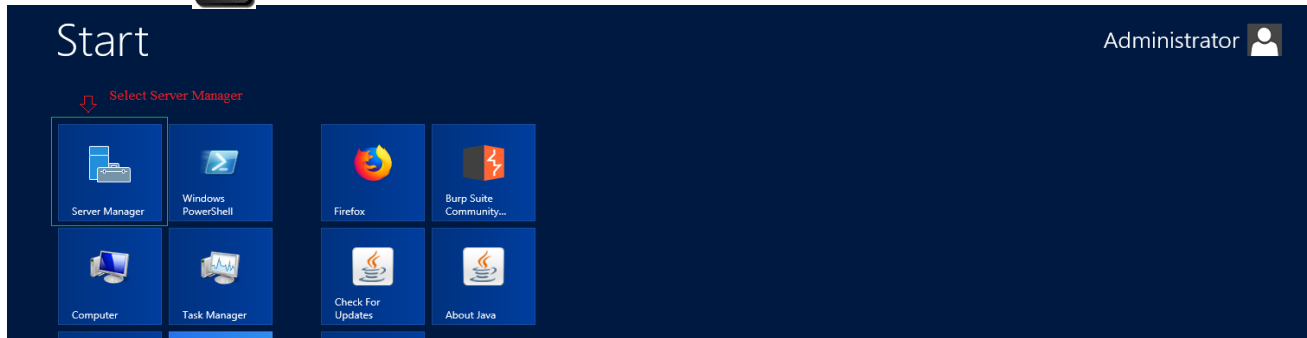 Start
Administrator
Select Server Manager
Server Manager
Windows
PowerShell
Firefox
Burp Suite
Community...
Computer
Task Manager
Check For
Updates
About Java